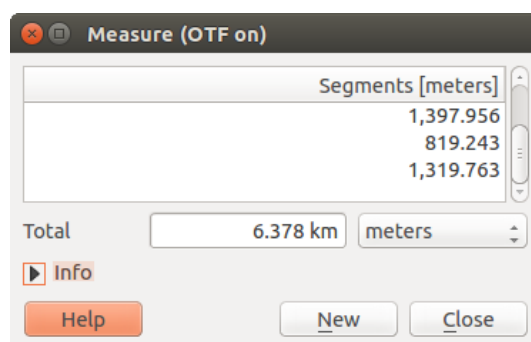 Measure (OTF on)
Segments [meters]
1,397.956
819.243
1,319.763
Total 6.378 km meters
Info
Help New Close